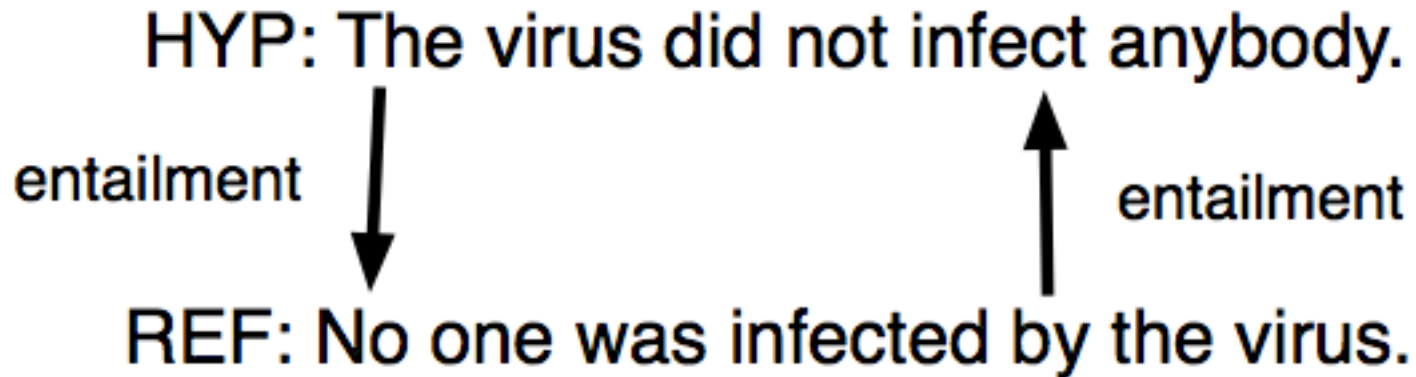 HYP: The virus did not infect anybody.
entailment
entailment
REF: No one was infected by the virus.